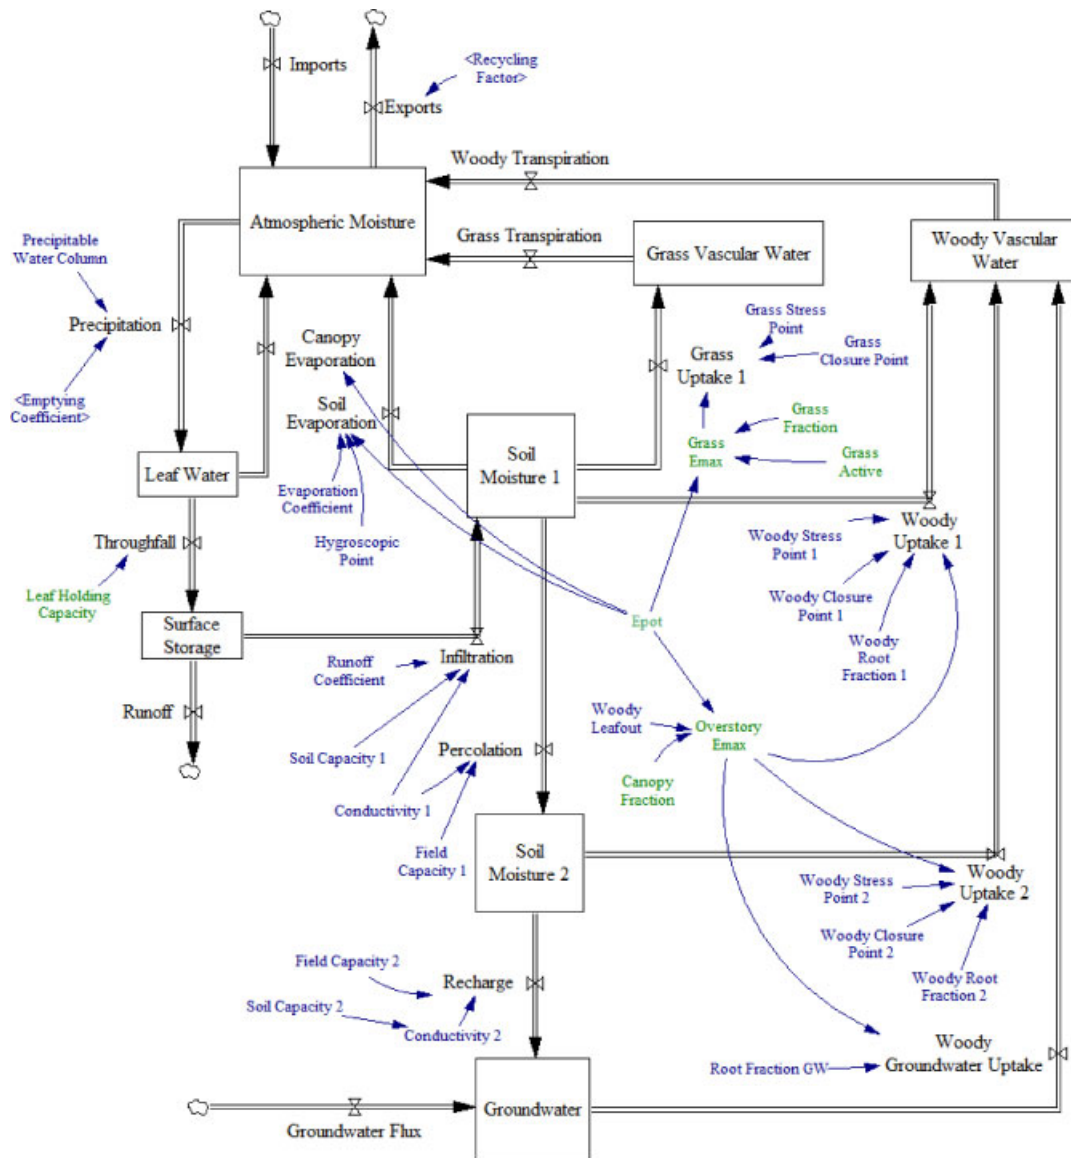 Imports
<Recycling
Factor>
Exports
Woody Transpiration
Atmospheric Moisture
Grass Transpiration
Grass Vascular Water
Woody Vascular
Water
Precipitable
Water Column
Precipitation
<Emptying
Coefficient>
Canopy
Evaporation
Soil
Evaporation
Grass Stress
Point
Grass
Closure Point
Grass
Uptake 1
Grass
Fraction
Grass
Emax
Grass
Active
Leaf Water
Soil
Moisture 1
Evaporation
Coefficient
Hygroscopic
Point
Throughfall
Leaf Holding
Capacity
Woody Stress
Point 1
Woody
Uptake 1
Woody Closure
Point 1
Woody
Root
Fraction 1
Surface
Storage
Epot
Infiltration
Runoff
Coefficient
Runoff
Woody
Leafout
Overstory
Emax
Soil Capacity 1
Percolation
Canopy
Fraction
Conductivity 1
Field
Capacity 1
Soil
Moisture 2
Woody
Uptake 2
Woody Stress
Point 2
Woody Closure
Point 2
Woody Root
Fraction 2
Field Capacity 2
Recharge
Soil Capacity 2
Conductivity 2
Woody
Groundwater Uptake
Root Fraction GW
Groundwater
Groundwater Flux